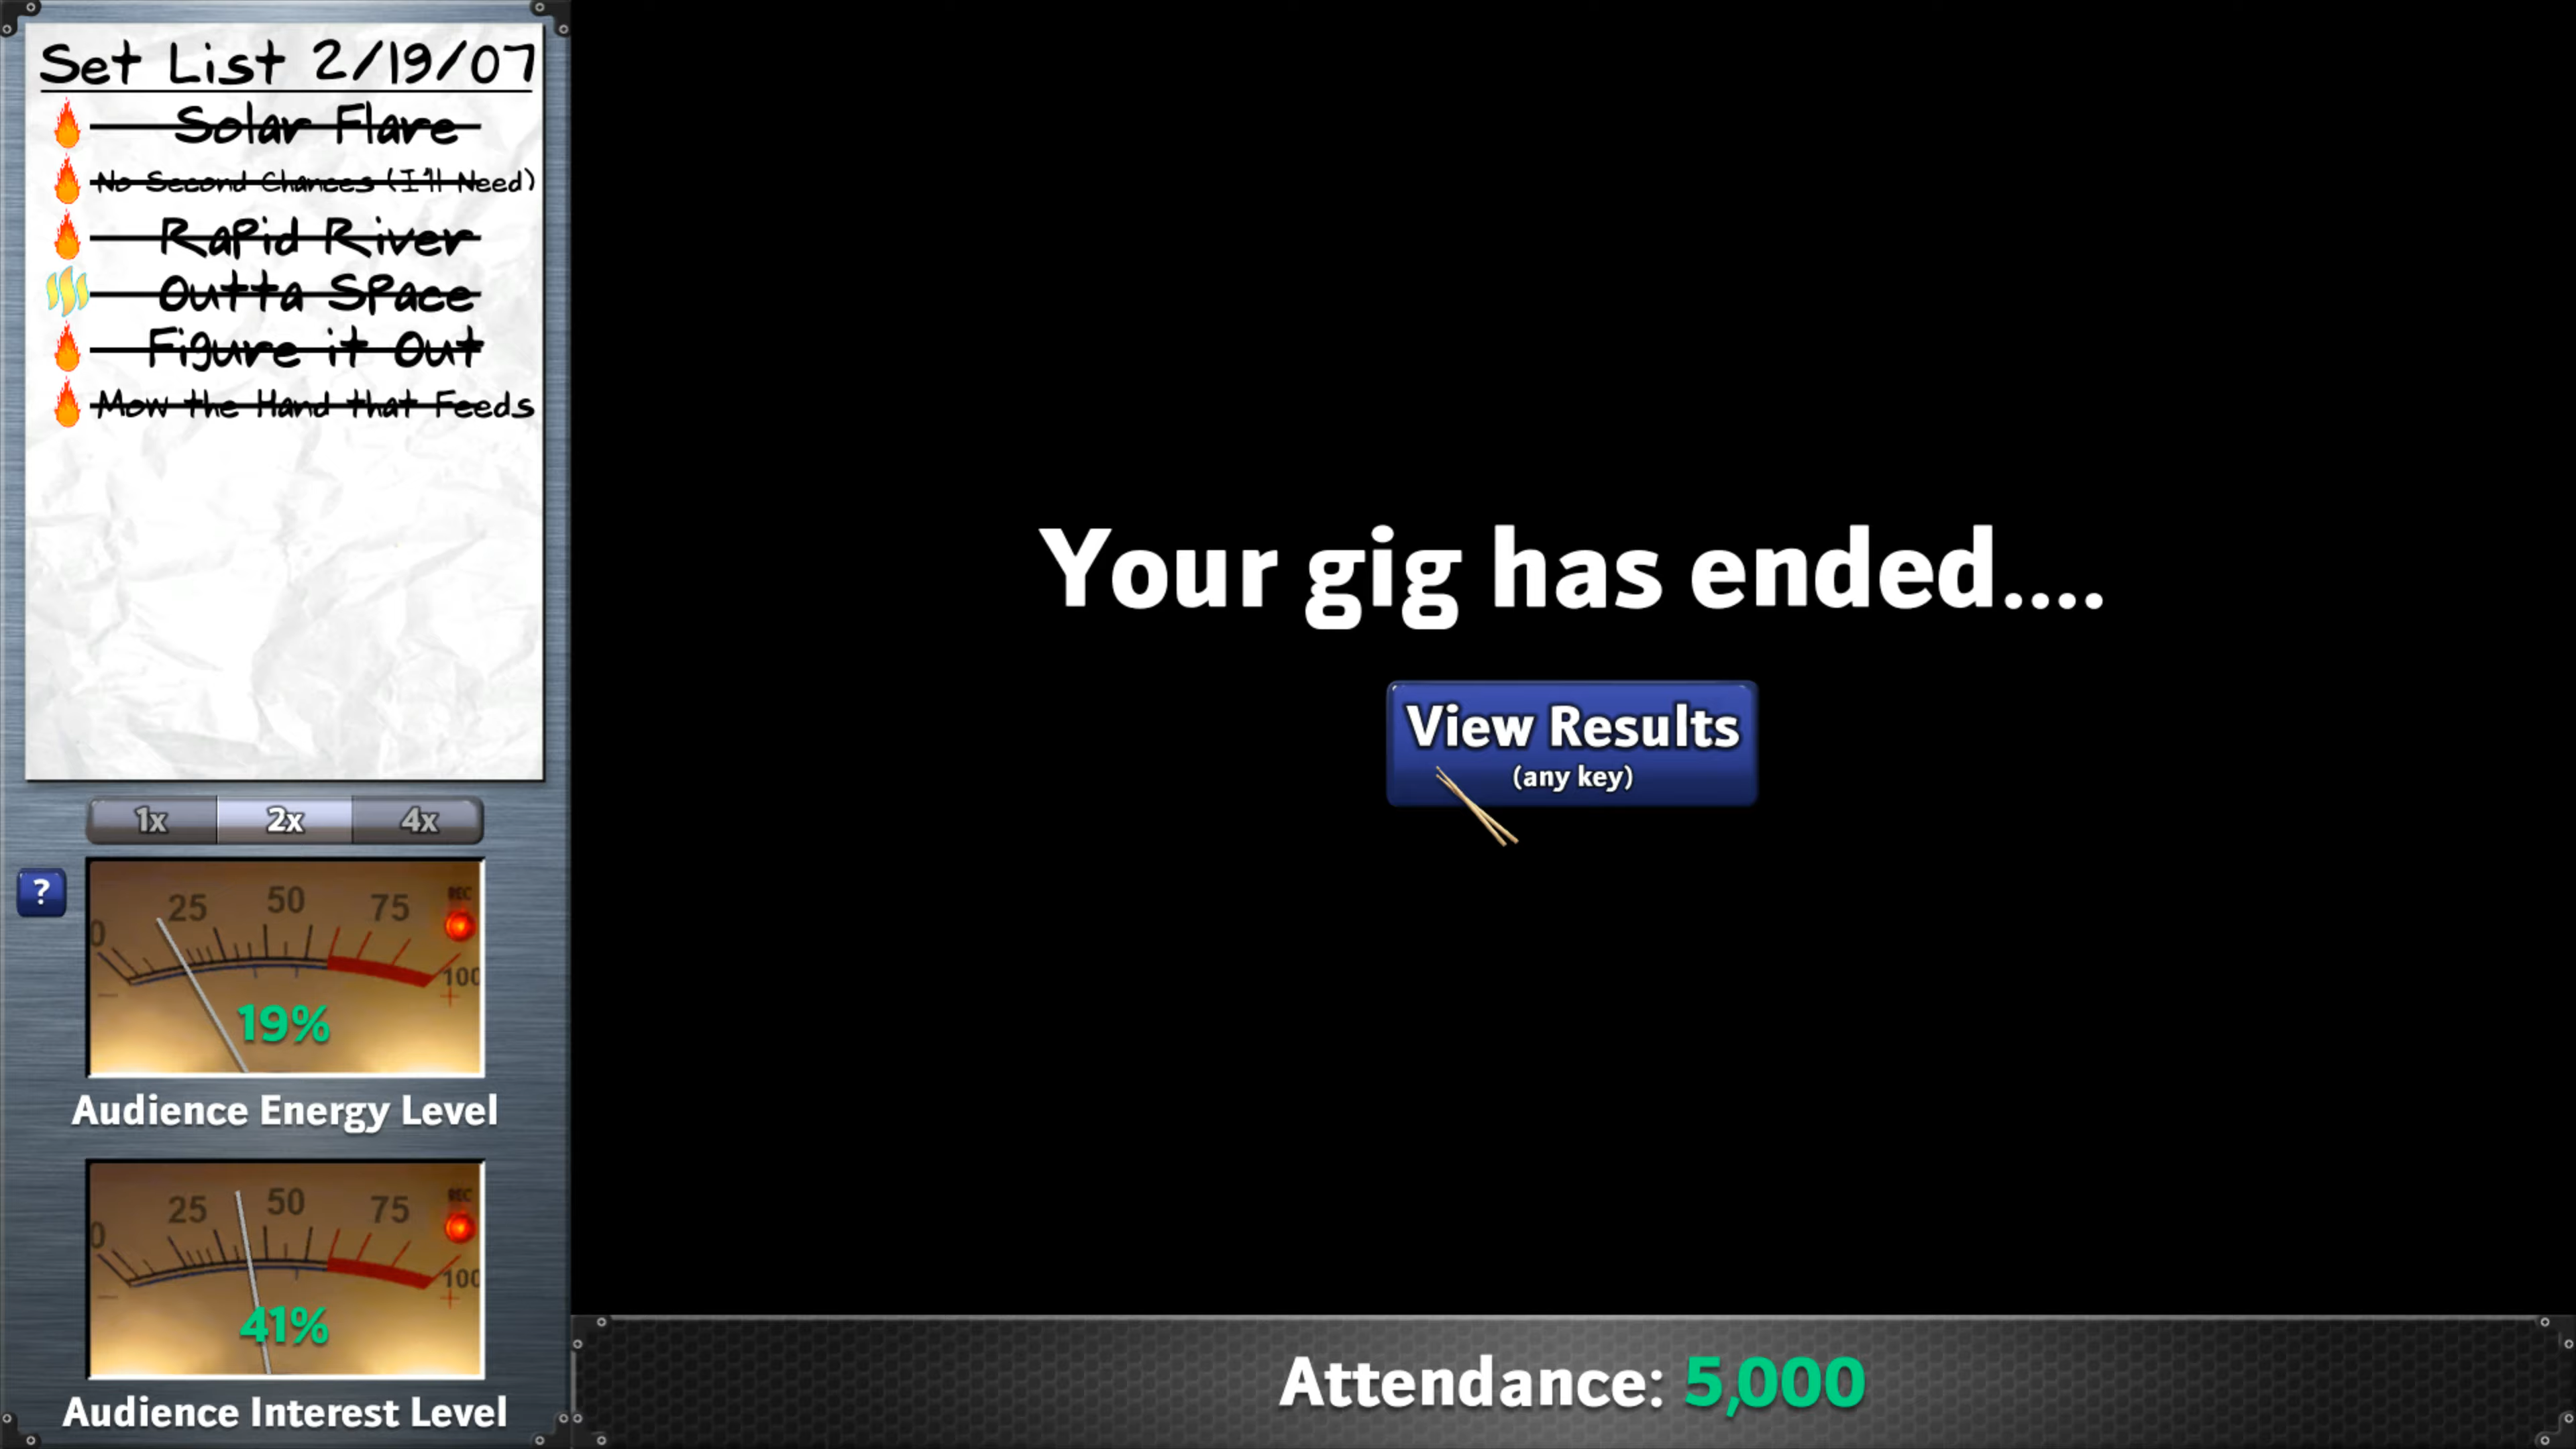 Set List 2/19/07
Solar Flare
No Second Chances (I'll Need)
Rapid River
Outta Space
Figure it Out
Mow the Hand that Feeds
Your gig has ended....
View Results
(any key)
1x 2x 4x
?
0 25 50 75 100
REC
- +
19%
Audience Energy Level
0 25 50 75 100
REC
- +
41%
Audience Interest Level
Attendance: 5,000